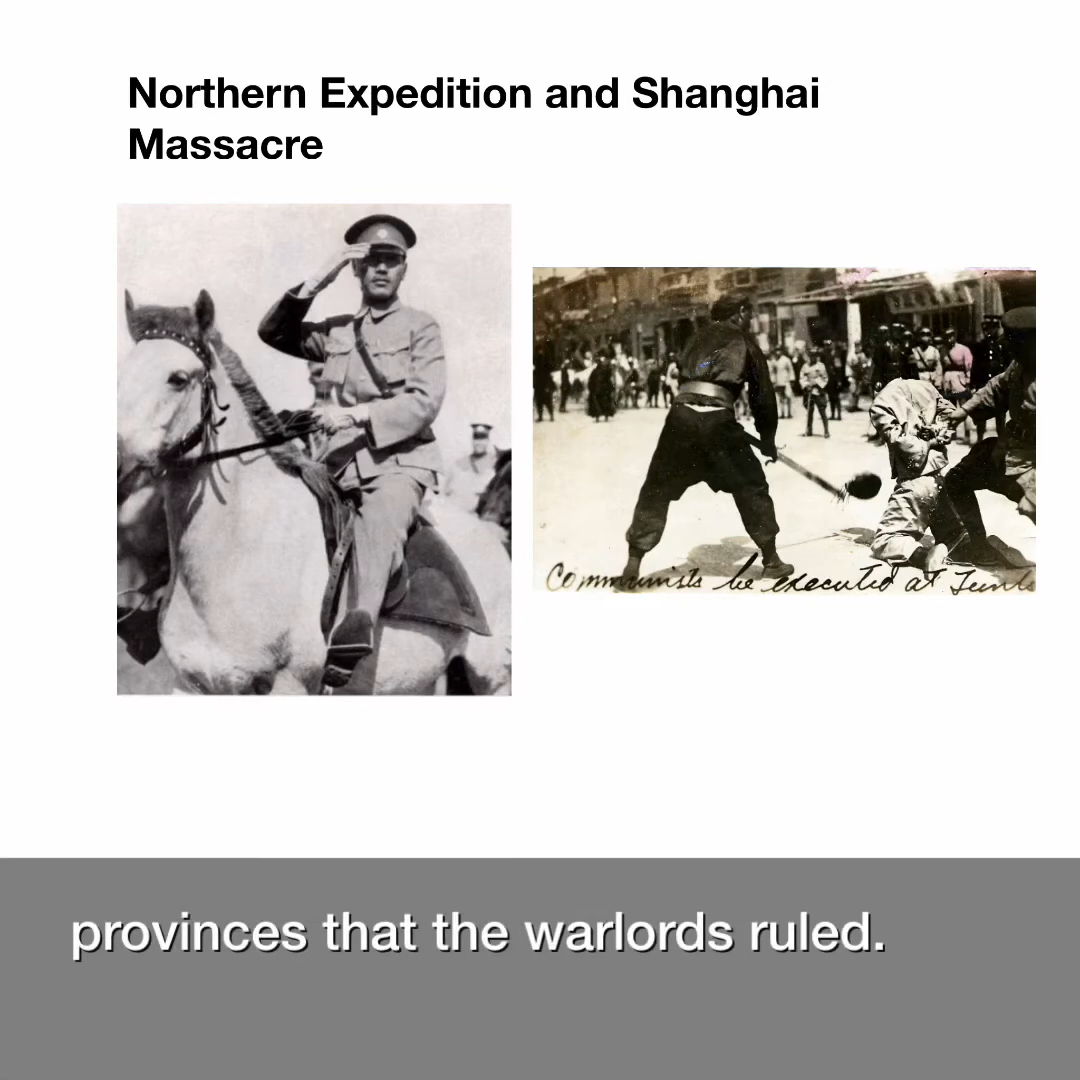 Northern Expedition and Shanghai
Massacre
Communists be executed at
provinces that the warlords ruled.